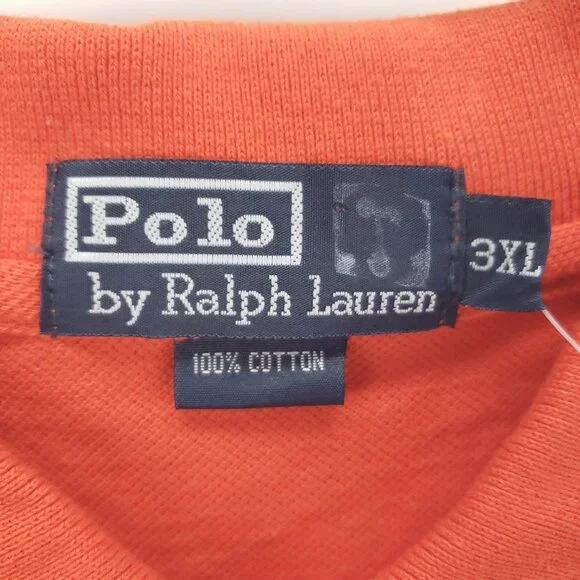 Polo
by Ralph Lauren
3XL
100% COTTON